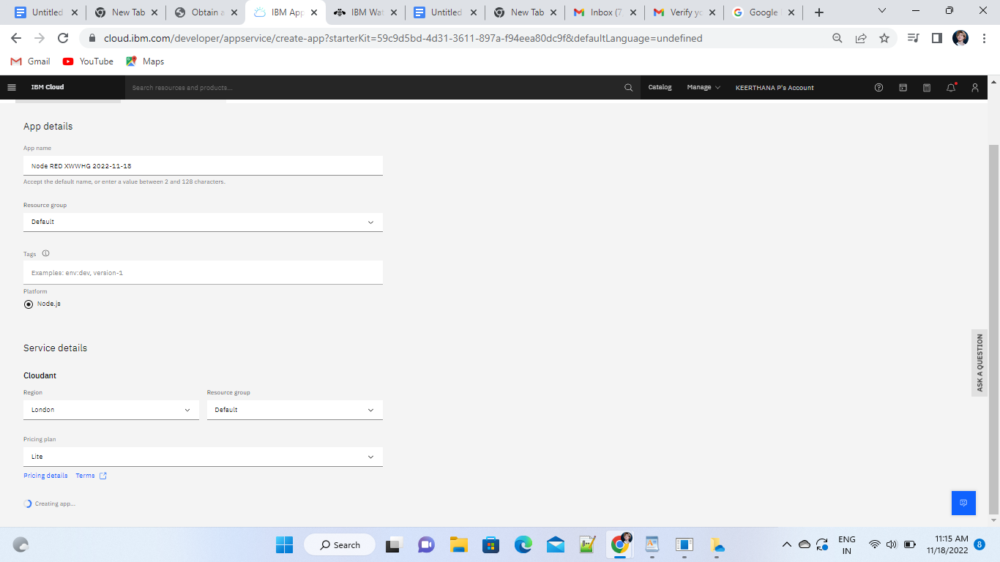 Untitled
New Tab
Obtain a
IBM App
IBM Wat
Untitled
New Tab
Inbox (7
Verify yo
Google
cloud.ibm.com/developer/appservice/create-app?starterKit=59c9d5bd-4d31-3611-897a-f94eea80dc9f&defaultLanguage=undefined
Gmail
YouTube
Maps
IBM Cloud
Search resources and products...
Catalog
Manage
KEERTHANA P's Account
App details
App name
Node RED XWWHG 2022-11-18
Accept the default name, or enter a value between 2 and 128 characters.
Resource group
Default
Tags
Examples: env:dev, version-1
Platform
Node.js
Service details
Cloudant
Region
Resource group
London
Default
Pricing plan
Lite
Pricing details
Terms
Creating app...
ASK A QUESTION
Search
ENG
IN
11:15 AM
11/18/2022
8